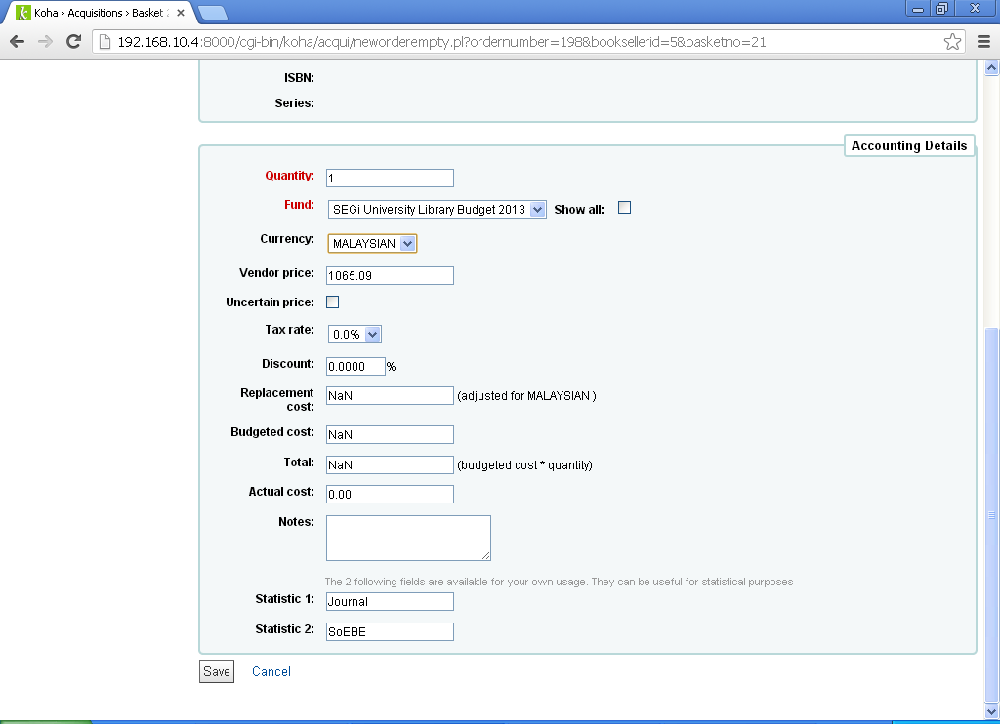 Koha › Acquisitions › Basket
192.168.10.4:8000/cgi-bin/koha/acqui/neworderempty.pl?ordernumber=198&booksellerid=5&basketno=21
ISBN:
Series:
Accounting Details
Quantity: 1
Fund: SEGi University Library Budget 2013 Show all:
Currency: MALAYSIAN
Vendor price: 1065.09
Uncertain price:
Tax rate: 0.0%
Discount: 0.0000 %
Replacement
cost: NaN (adjusted for MALAYSIAN )
Budgeted cost: NaN
Total: NaN (budgeted cost * quantity)
Actual cost: 0.00
Notes:
The 2 following fields are available for your own usage. They can be useful for statistical purposes
Statistic 1: Journal
Statistic 2: SoEBE
Save Cancel